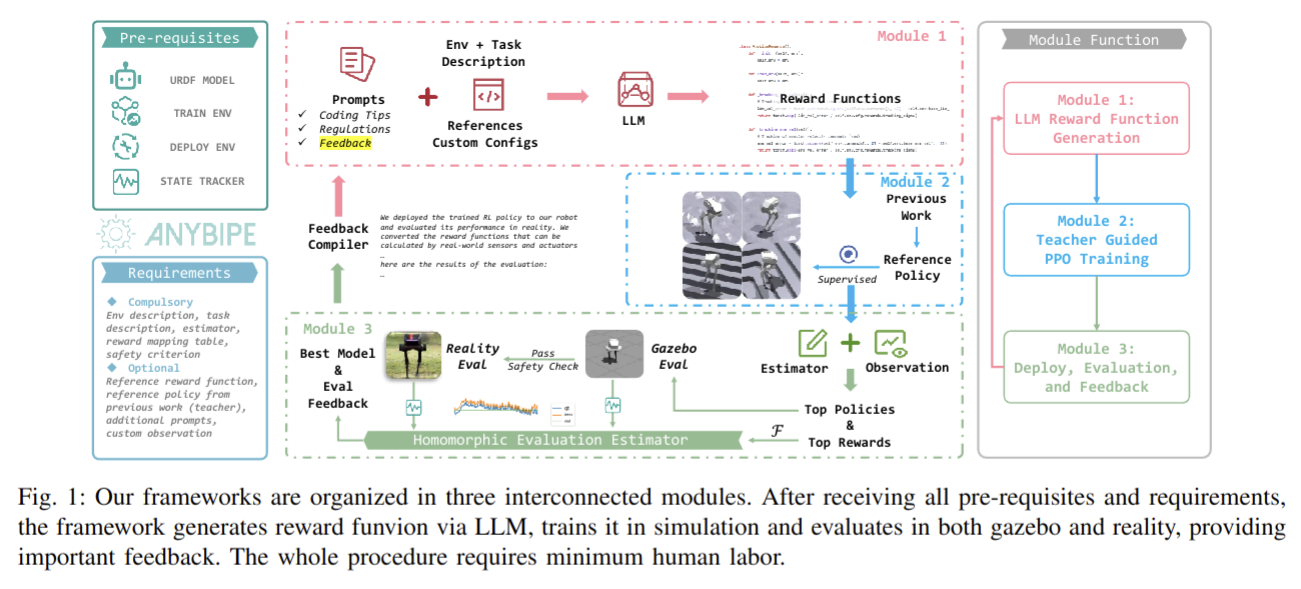 Pre-requisites
URDF MODEL
TRAIN ENV
DEPLOY ENV
STATE TRACKER
ANYBIPE
Requirements
Compulsory
Env description, task
description, estimator,
reward mapping table,
safety criterion
Optional
Reference reward function,
reference policy from
previous work (teacher),
additional prompts,
custom observation
Module 1
Prompts
✓ Coding Tips
✓ Regulations
✓ Feedback
Env + Task
Description
References
Custom Configs
LLM
Reward Functions
Module 2
Previous
Work
Reference
Policy
Supervised
Feedback
Compiler
We deployed the trained RL policy to our robot
and evaluated its performance in reality. We
converted the reward functions that can be
calculated by real-world sensors and actuators
…
here are the results of the evaluation:
…
Module 3
Best Model
&
Eval
Feedback
Reality
Eval
Pass
Safety Check
Gazebo
Eval
Estimator
Observation
Top Policies
&
Top Rewards
ℱ
Homomorphic Evaluation Estimator
Module Function
Module 1:
LLM Reward Function
Generation
Module 2:
Teacher Guided
PPO Training
Module 3:
Deploy, Evaluation,
and Feedback
Fig. 1: Our frameworks are organized in three interconnected modules. After receiving all pre-requisites and requirements,
the framework generates reward funvion via LLM, trains it in simulation and evaluates in both gazebo and reality, providing
important feedback. The whole procedure requires minimum human labor.